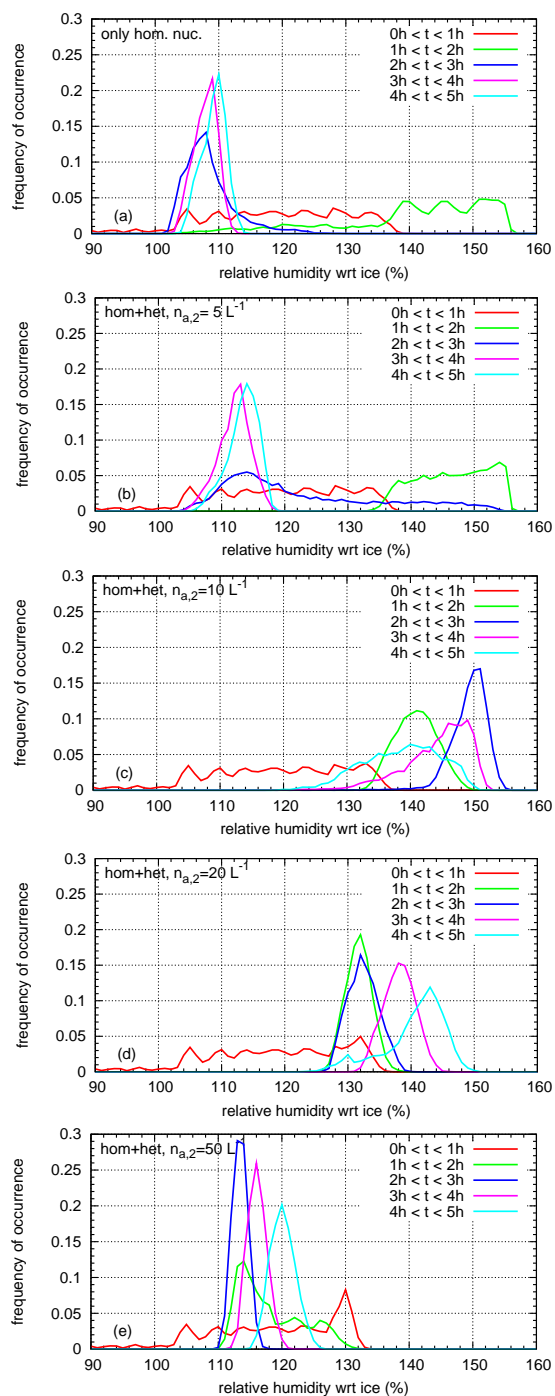 only hom. nuc.
0h < t < 1h
1h < t < 2h
2h < t < 3h
3h < t < 4h
4h < t < 5h
0.3
0.25
0.2
0.15
0.1
0.05
0
frequency of occurrence
(a)
90 100 110 120 130 140 150 160
relative humidity wrt ice (%)
hom+het, na,2= 5 L-1
0h < t < 1h
1h < t < 2h
2h < t < 3h
3h < t < 4h
4h < t < 5h
0.3
0.25
0.2
0.15
0.1
0.05
0
frequency of occurrence
(b)
90 100 110 120 130 140 150 160
relative humidity wrt ice (%)
hom+het, na,2=10 L-1
0h < t < 1h
1h < t < 2h
2h < t < 3h
3h < t < 4h
4h < t < 5h
0.3
0.25
0.2
0.15
0.1
0.05
0
frequency of occurrence
(c)
90 100 110 120 130 140 150 160
relative humidity wrt ice (%)
hom+het, na,2=20 L-1
0h < t < 1h
1h < t < 2h
2h < t < 3h
3h < t < 4h
4h < t < 5h
0.3
0.25
0.2
0.15
0.1
0.05
0
frequency of occurrence
(d)
90 100 110 120 130 140 150 160
relative humidity wrt ice (%)
hom+het, na,2=50 L-1
0h < t < 1h
1h < t < 2h
2h < t < 3h
3h < t < 4h
4h < t < 5h
0.3
0.25
0.2
0.15
0.1
0.05
0
frequency of occurrence
(e)
90 100 110 120 130 140 150 160
relative humidity wrt ice (%)